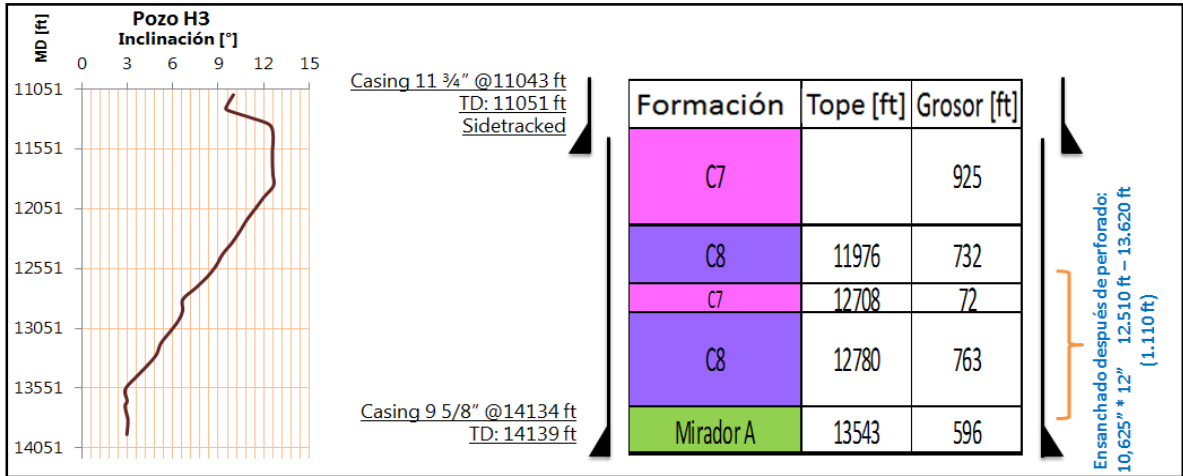 Pozo H3
Inclinación [°]
MD [ft]
0 3 6 9 12 15
11051
11551
12051
12551
13051
13551
14051
Casing 11 ¾” @11043 ft
TD: 11051 ft
Sidetracked
Casing 9 5/8” @14134 ft
TD: 14139 ft
Formación Tope [ft] Grosor [ft]
C7 925
C8 11976 732
C7 12708 72
C8 12780 763
Mirador A 13543 596
Ensanchado después de perforado:
10,625” * 12” 12.510 ft – 13.620 ft
(1.110 ft)